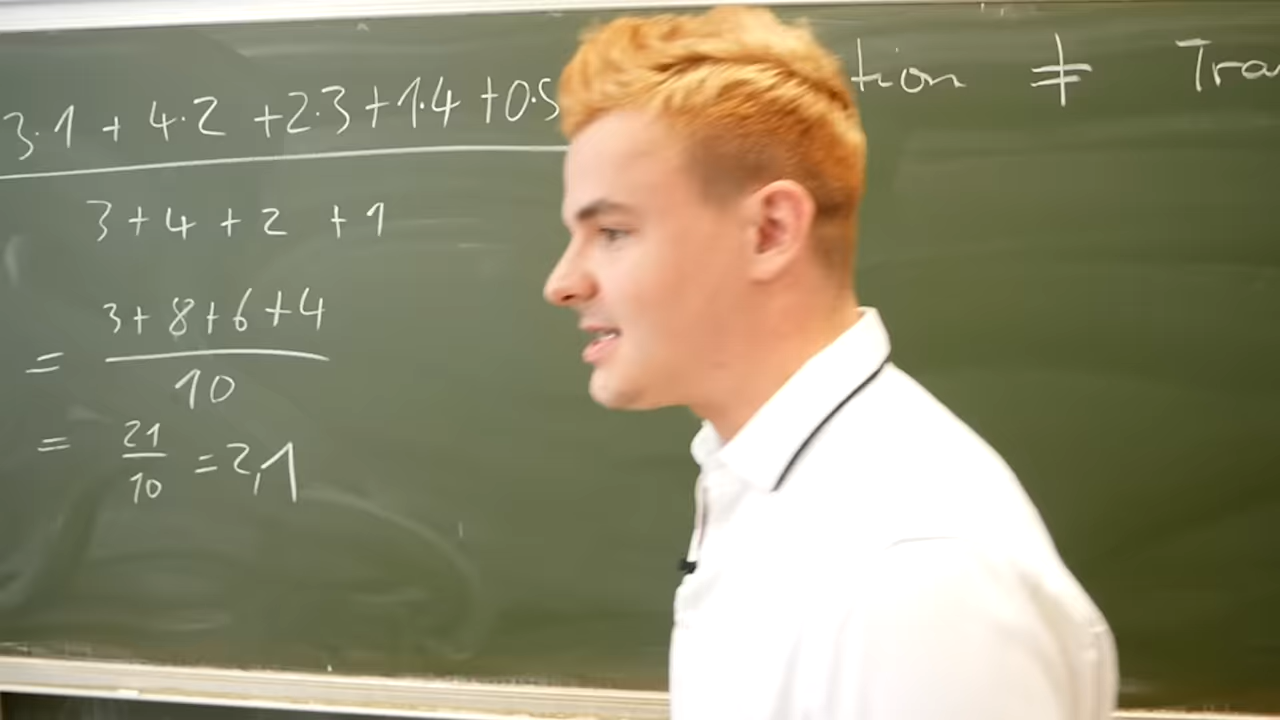 3·1 + 4·2 + 2·3 + 1·4 + 0·5
3 + 4 + 2 + 1
= 3 + 8 + 6 + 4
10
= 21
10
= 2,1
tion ≠ Tra